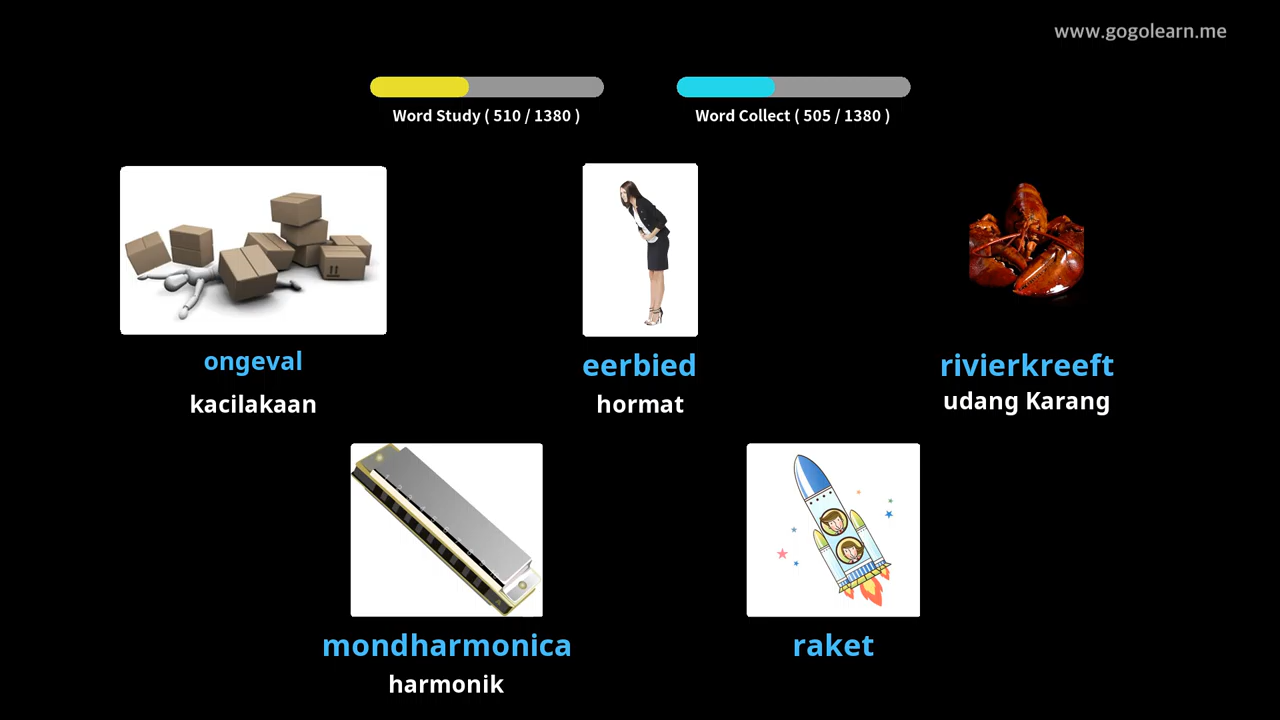 www.gogolearn.me
Word Study ( 510 / 1380 )
Word Collect ( 505 / 1380 )
ongeval
kacilakaan
eerbied
hormat
rivierkreeft
udang Karang
mondharmonica
harmonik
raket